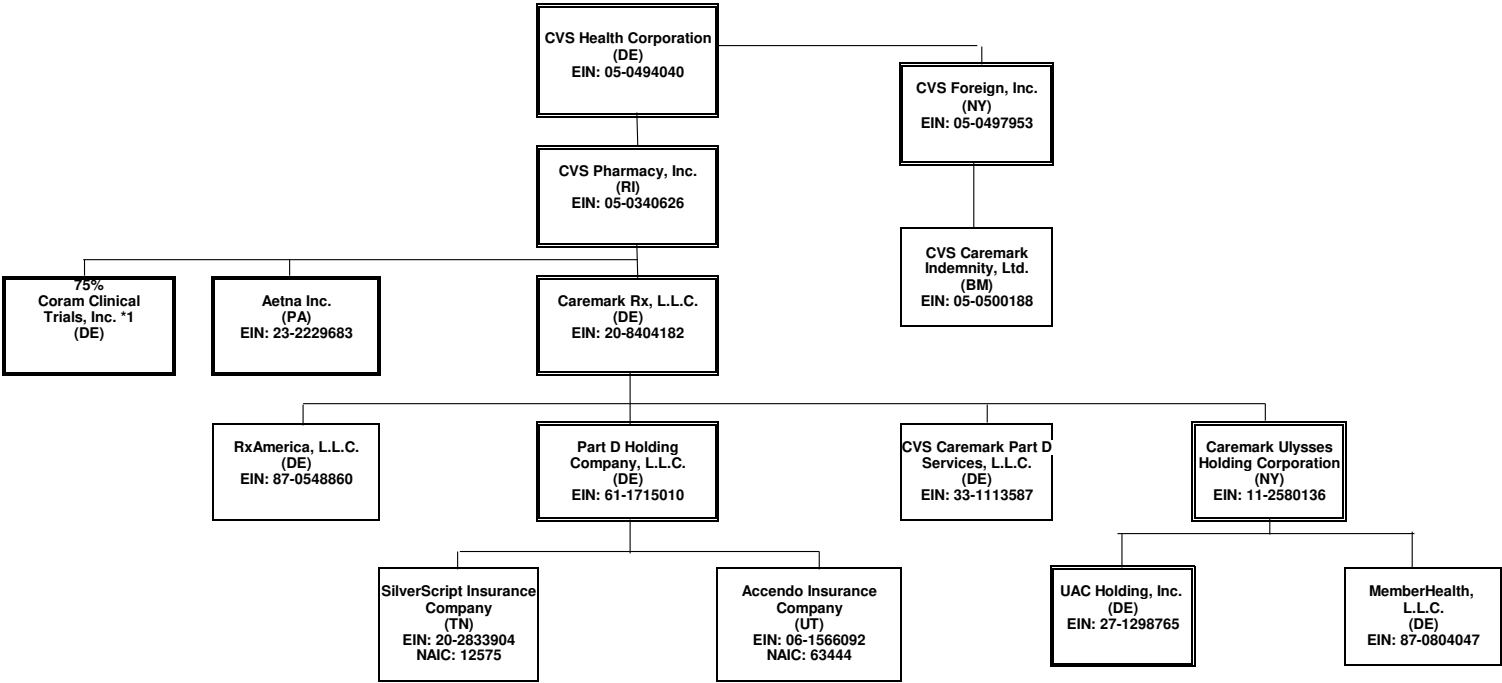 CVS Health Corporation
(DE)
EIN: 05-0494040
CVS Foreign, Inc.
(NY)
EIN: 05-0497953
CVS Pharmacy, Inc.
(RI)
EIN: 05-0340626
CVS Caremark
Indemnity, Ltd.
(BM)
EIN: 05-0500188
75%
Coram Clinical
Trials, Inc. *1
(DE)
Aetna Inc.
(PA)
EIN: 23-2229683
Caremark Rx, L.L.C.
(DE)
EIN: 20-8404182
RxAmerica, L.L.C.
(DE)
EIN: 87-0548860
Part D Holding
Company, L.L.C.
(DE)
EIN: 61-1715010
CVS Caremark Part D
Services, L.L.C.
(DE)
EIN: 33-1113587
Caremark Ulysses
Holding Corporation
(NY)
EIN: 11-2580136
SilverScript Insurance
Company
(TN)
EIN: 20-2833904
NAIC: 12575
Accendo Insurance
Company
(UT)
EIN: 06-1566092
NAIC: 63444
UAC Holding, Inc.
(DE)
EIN: 27-1298765
MemberHealth,
L.L.C.
(DE)
EIN: 87-0804047